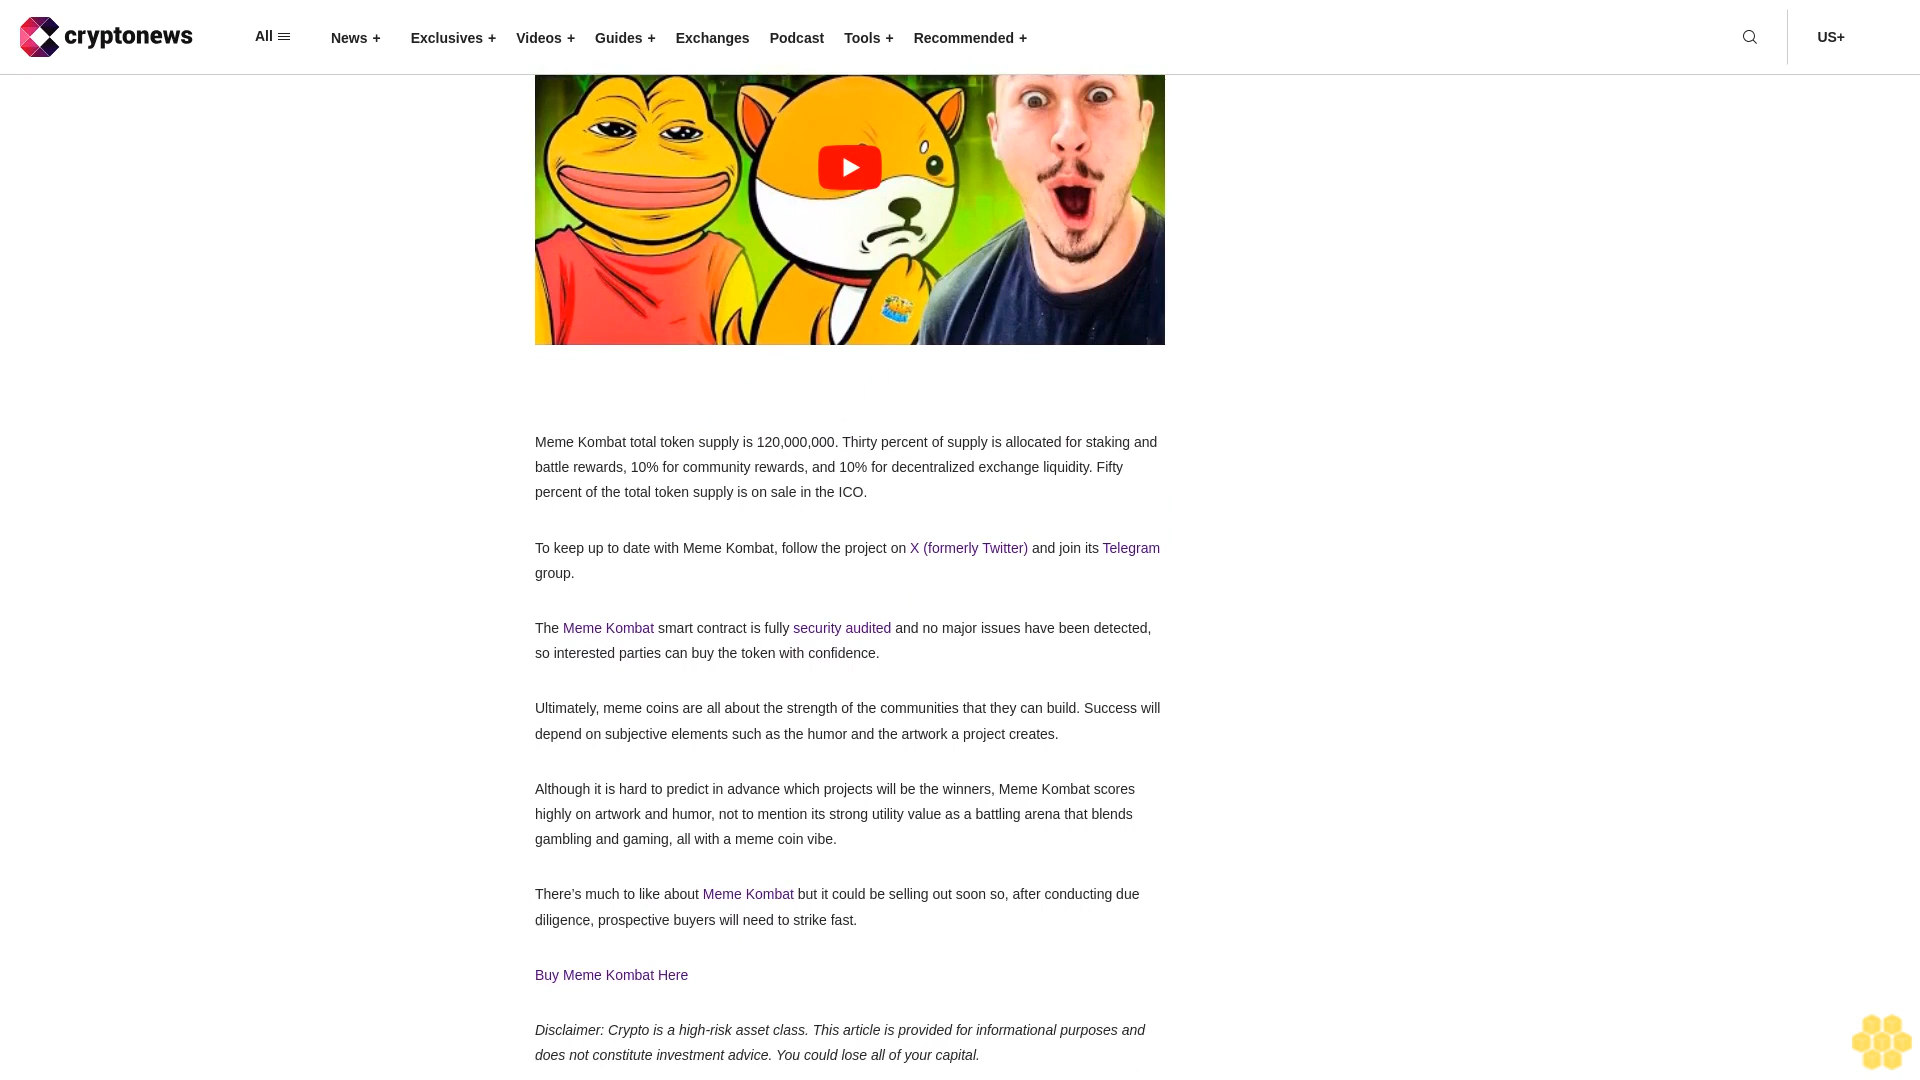 cryptonews
All
News +
Exclusives +
Videos +
Guides +
Exchanges
Podcast
Tools +
Recommended +
US+
Meme Kombat total token supply is 120,000,000. Thirty percent of supply is allocated for staking and
battle rewards, 10% for community rewards, and 10% for decentralized exchange liquidity. Fifty
percent of the total token supply is on sale in the ICO.
To keep up to date with Meme Kombat, follow the project on X (formerly Twitter) and join its Telegram
group.
The Meme Kombat smart contract is fully security audited and no major issues have been detected,
so interested parties can buy the token with confidence.
Ultimately, meme coins are all about the strength of the communities that they can build. Success will
depend on subjective elements such as the humor and the artwork a project creates.
Although it is hard to predict in advance which projects will be the winners, Meme Kombat scores
highly on artwork and humor, not to mention its strong utility value as a battling arena that blends
gambling and gaming, all with a meme coin vibe.
There’s much to like about Meme Kombat but it could be selling out soon so, after conducting due
diligence, prospective buyers will need to strike fast.
Buy Meme Kombat Here
Disclaimer: Crypto is a high-risk asset class. This article is provided for informational purposes and
does not constitute investment advice. You could lose all of your capital.